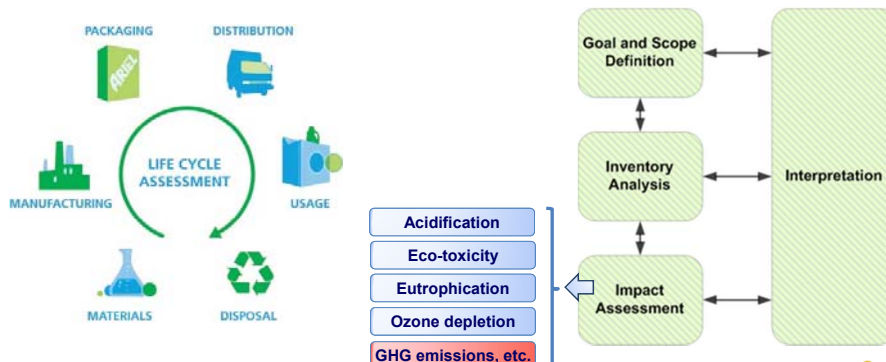 PACKAGING
DISTRIBUTION
ARIEL
LIFE CYCLE
ASSESSMENT
MANUFACTURING
USAGE
MATERIALS
DISPOSAL
Acidification
Eco-toxicity
Eutrophication
Ozone depletion
GHG emissions, etc.
Goal and Scope
Definition
Inventory
Analysis
Impact
Assessment
Interpretation